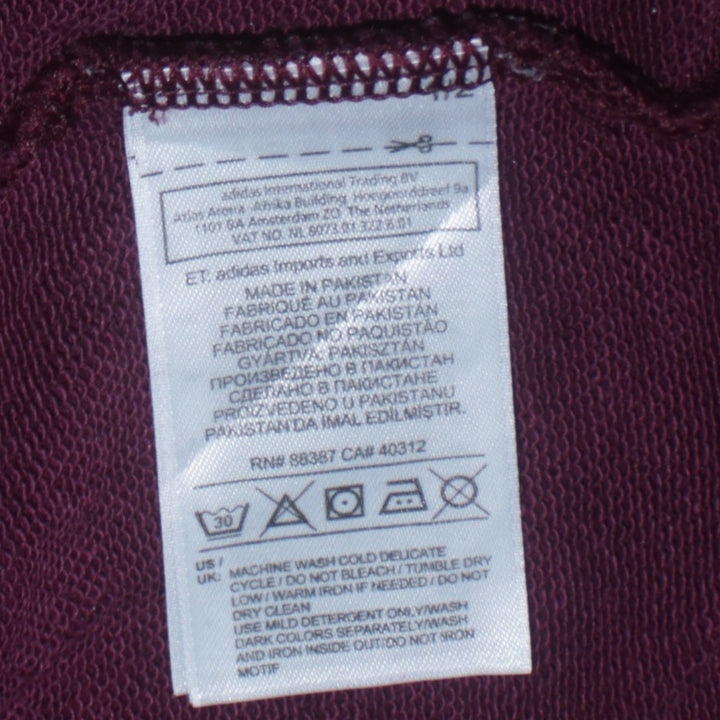 1/2
adidas International Trading BV
Atlas Arena Afrika Building, Hoogoorddreef 9a
1101 BA Amsterdam ZO The Netherlands
VAT NO. NL 8073.01.322.B.01
ET: adidas Imports and Exports Ltd
MADE IN PAKISTAN
FABRIQUÉ AU PAKISTAN
FABRICADO EN PAKISTÁN
FABRICADO NO PAQUISTÃO
GYÁRTVA: PAKISZTÁN
ПРОИЗВЕДЕНО В ПАКИСТАН
СДЕЛАНО В ПАКИСТАНЕ
PROIZVEDENO U PAKISTANU
PAKİSTAN'DA İMAL EDİLMİŞTİR.
RN# 88387 CA# 40312
30
US /
UK:
MACHINE WASH COLD DELICATE
CYCLE / DO NOT BLEACH / TUMBLE DRY
LOW / WARM IRON IF NEEDED / DO NOT
DRY CLEAN
USE MILD DETERGENT ONLY/WASH
DARK COLORS SEPARATELY/WASH
AND IRON INSIDE OUT/DO NOT IRON
MOTIF